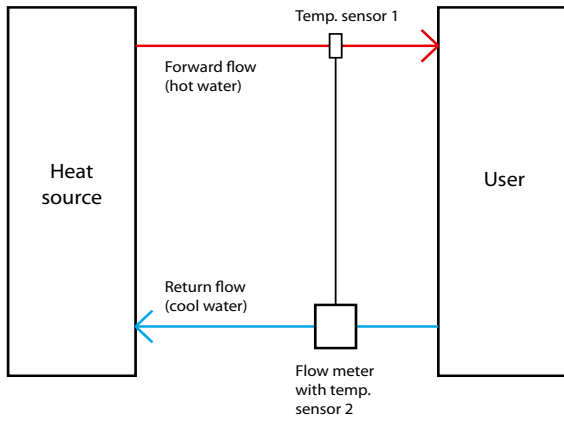 Temp. sensor 1
Forward flow
(hot water)
Heat
source
User
Return flow
(cool water)
Flow meter
with temp.
sensor 2